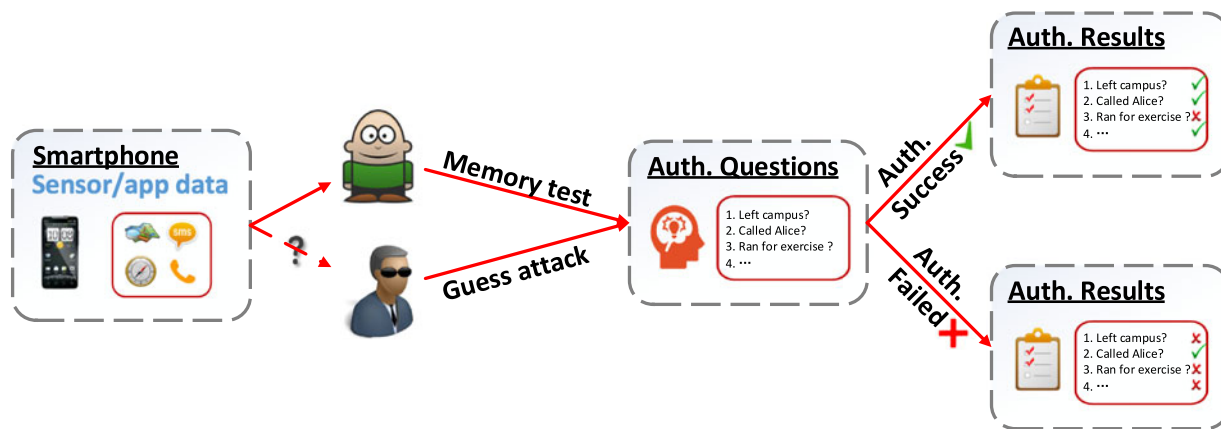 Smartphone
Sensor/app data
10 08
sms
?
Memory test
Guess attack
Auth. Questions
1. Left campus?
2. Called Alice?
3. Ran for exercise ?
4. ···
Auth.
Success
Auth.
Failed
Auth. Results
1. Left campus?
2. Called Alice?
3. Ran for exercise ?
4. ···
Auth. Results
1. Left campus?
2. Called Alice?
3. Ran for exercise ?
4. ···